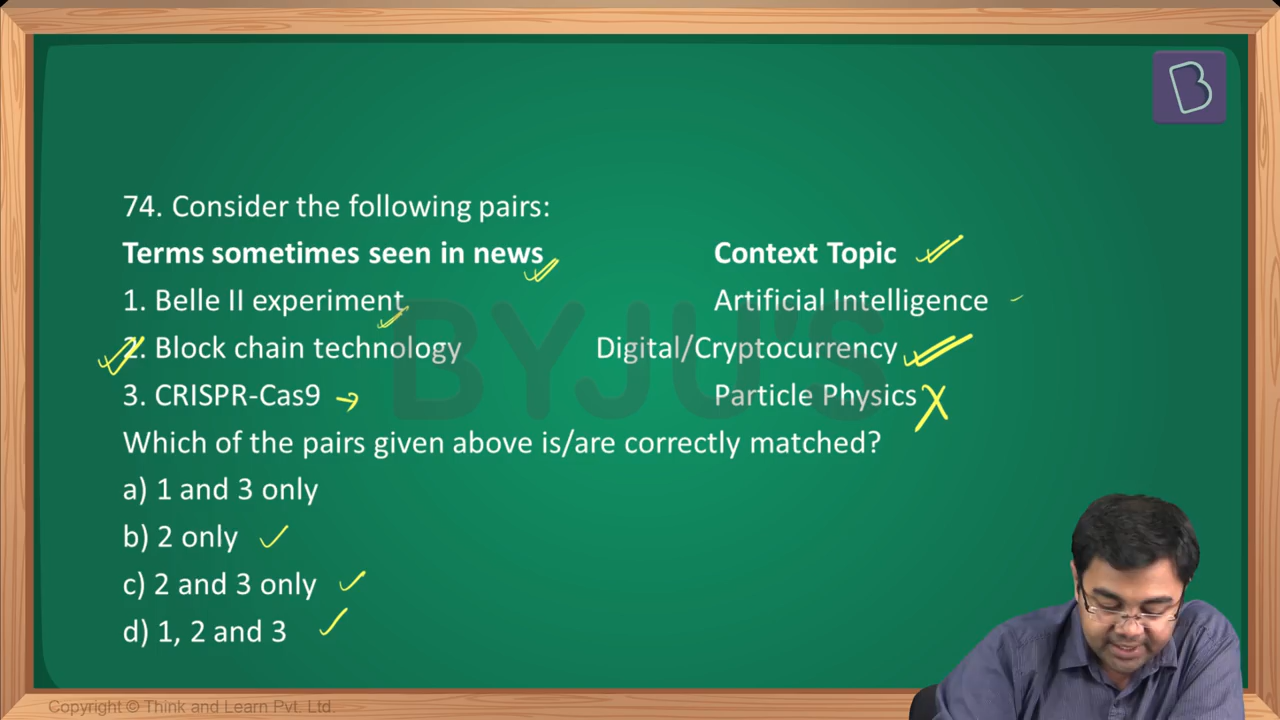 B
74. Consider the following pairs:
Terms sometimes seen in news Context Topic
1. Belle II experiment Artificial Intelligence
2. Block chain technology Digital/Cryptocurrency
3. CRISPR-Cas9 Particle Physics
Which of the pairs given above is/are correctly matched?
a) 1 and 3 only
b) 2 only
c) 2 and 3 only
d) 1, 2 and 3
BYJU'S
Copyright © Think and Learn Pvt. Ltd.